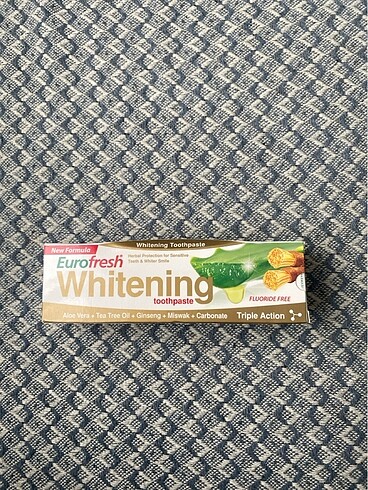 New Formula
Whitening Toothpaste
Eurofresh
Herbal Protection for Sensitive
Teeth & Whiter Smile
Whitening
toothpaste
FLUORIDE FREE
Aloe Vera + Tea Tree Oil + Ginseng + Miswak + Carbonate
Triple Action